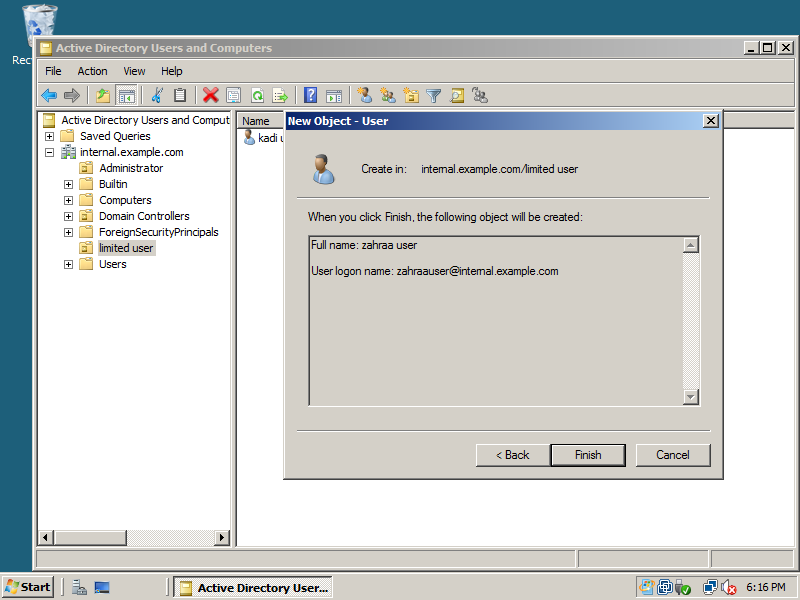 Active Directory Users and Computers
File Action View Help
Active Directory Users and Comput
Saved Queries
internal.example.com
Administrator
Builtin
Computers
Domain Controllers
ForeignSecurityPrincipals
limited user
Users
Name
kadi
New Object - User
Create in: internal.example.com/limited user
When you click Finish, the following object will be created:
Full name: zahraa user
User logon name: zahraauser@internal.example.com
< Back Finish Cancel
Start Active Directory User... 6:16 PM